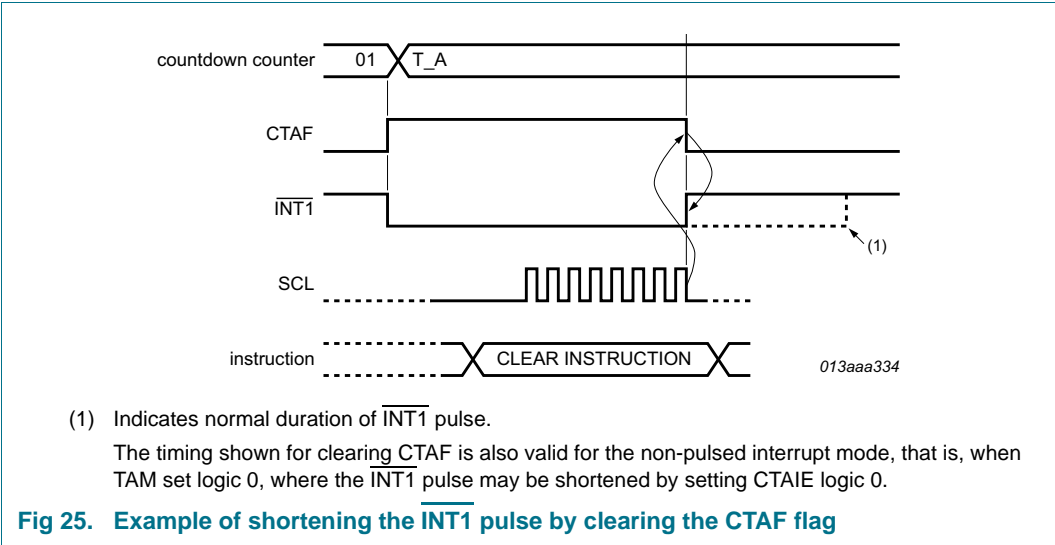 countdown counter 01 T_A
CTAF
INT1
(1)
SCL
instruction CLEAR INSTRUCTION
013aaa334
(1) Indicates normal duration of INT1 pulse.
The timing shown for clearing CTAF is also valid for the non-pulsed interrupt mode, that is, when
TAM set logic 0, where the INT1 pulse may be shortened by setting CTAIE logic 0.
Fig 25. Example of shortening the INT1 pulse by clearing the CTAF flag